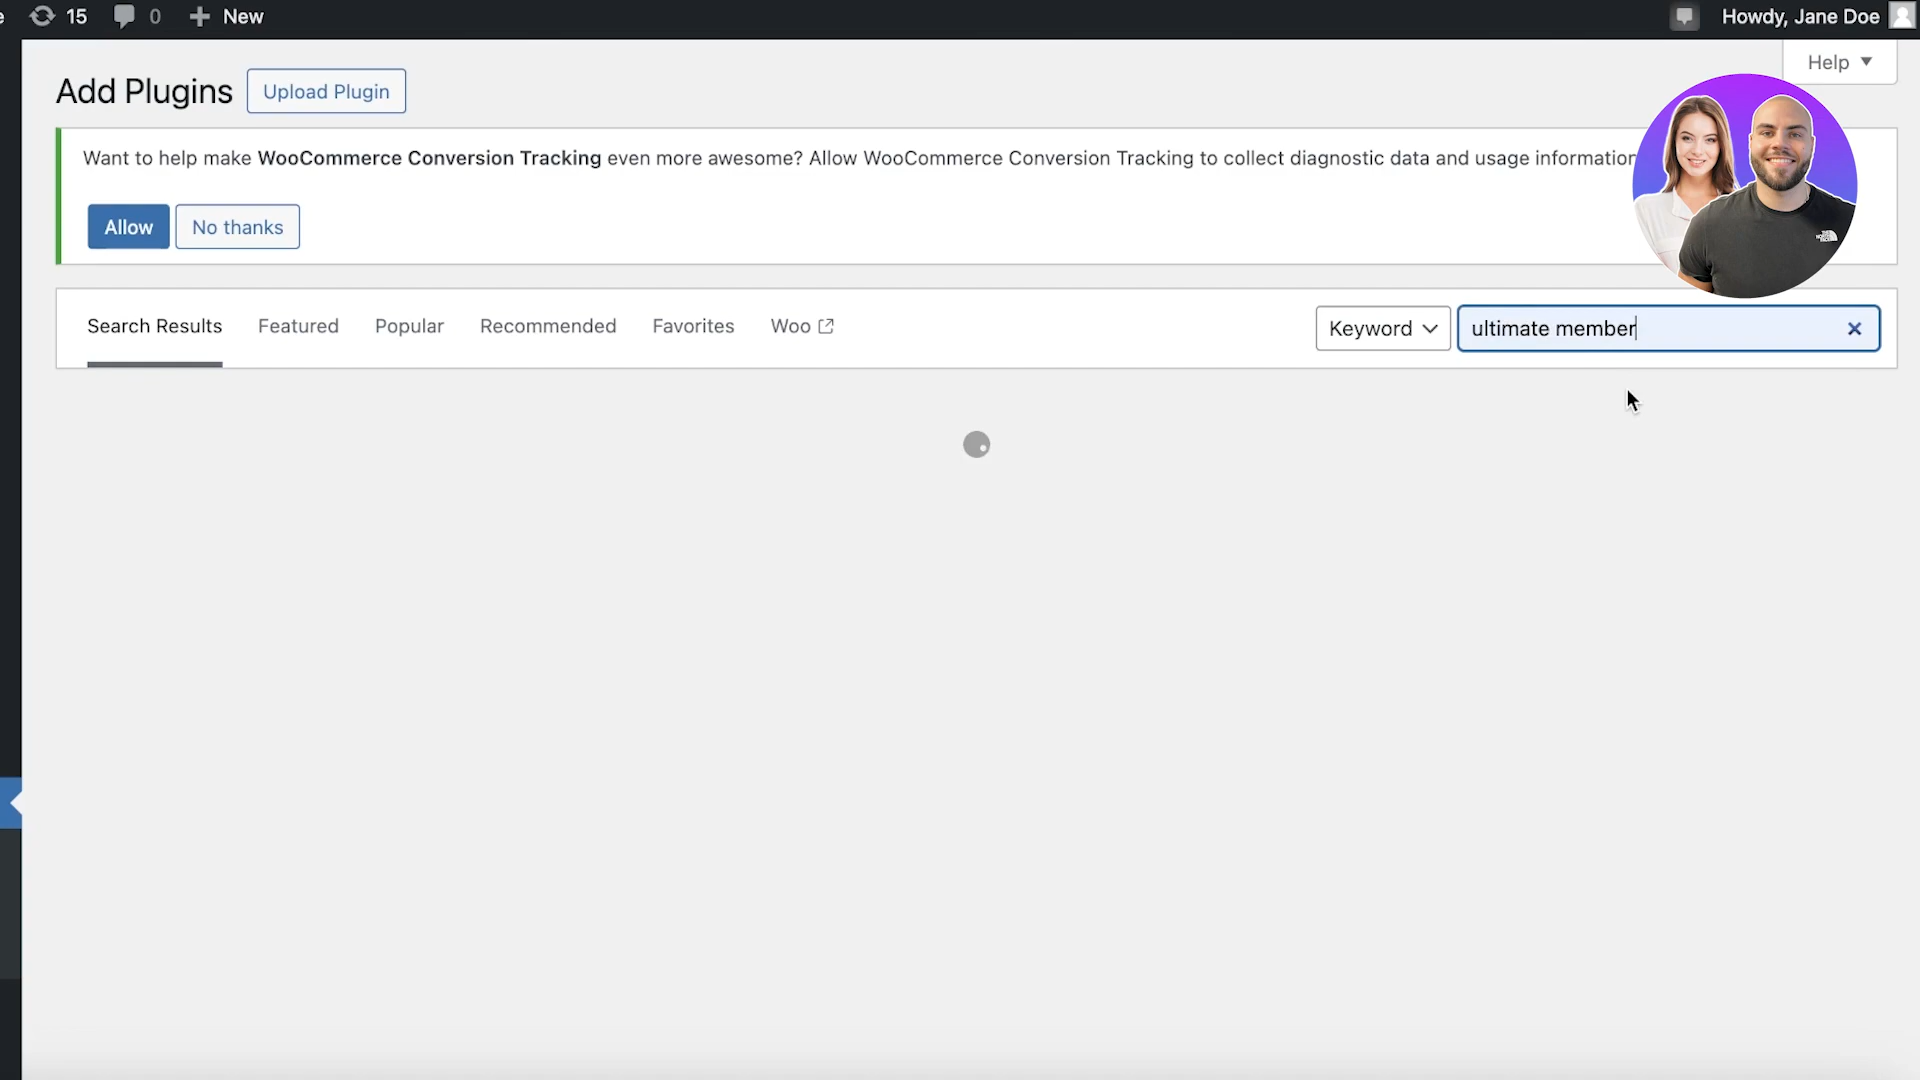 15 0 New Howdy, Jane Doe
Help
Add Plugins Upload Plugin
Want to help make WooCommerce Conversion Tracking even more awesome? Allow WooCommerce Conversion Tracking to collect diagnostic data and usage information
Allow No thanks
Search Results Featured Popular Recommended Favorites Woo Keyword ultimate member